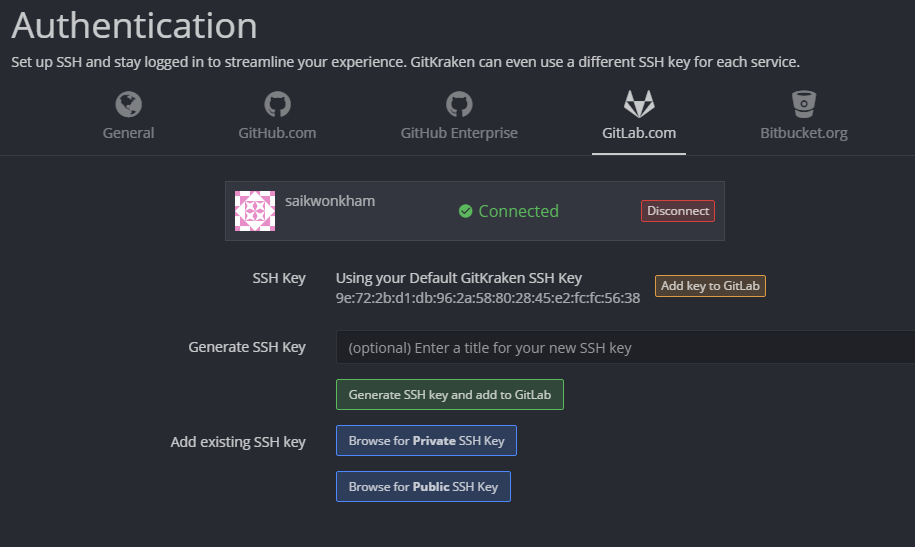 Authentication
Set up SSH and stay logged in to streamline your experience. GitKraken can even use a different SSH key for each service.
General
GitHub.com
GitHub Enterprise
GitLab.com
Bitbucket.org
saikwonkham
Connected
Disconnect
SSH Key
Using your Default GitKraken SSH Key
9e:72:2b:d1:db:96:2a:58:80:28:45:e2:fc:fc:56:38
Add key to GitLab
Generate SSH Key
(optional) Enter a title for your new SSH key
Generate SSH key and add to GitLab
Add existing SSH key
Browse for Private SSH Key
Browse for Public SSH Key